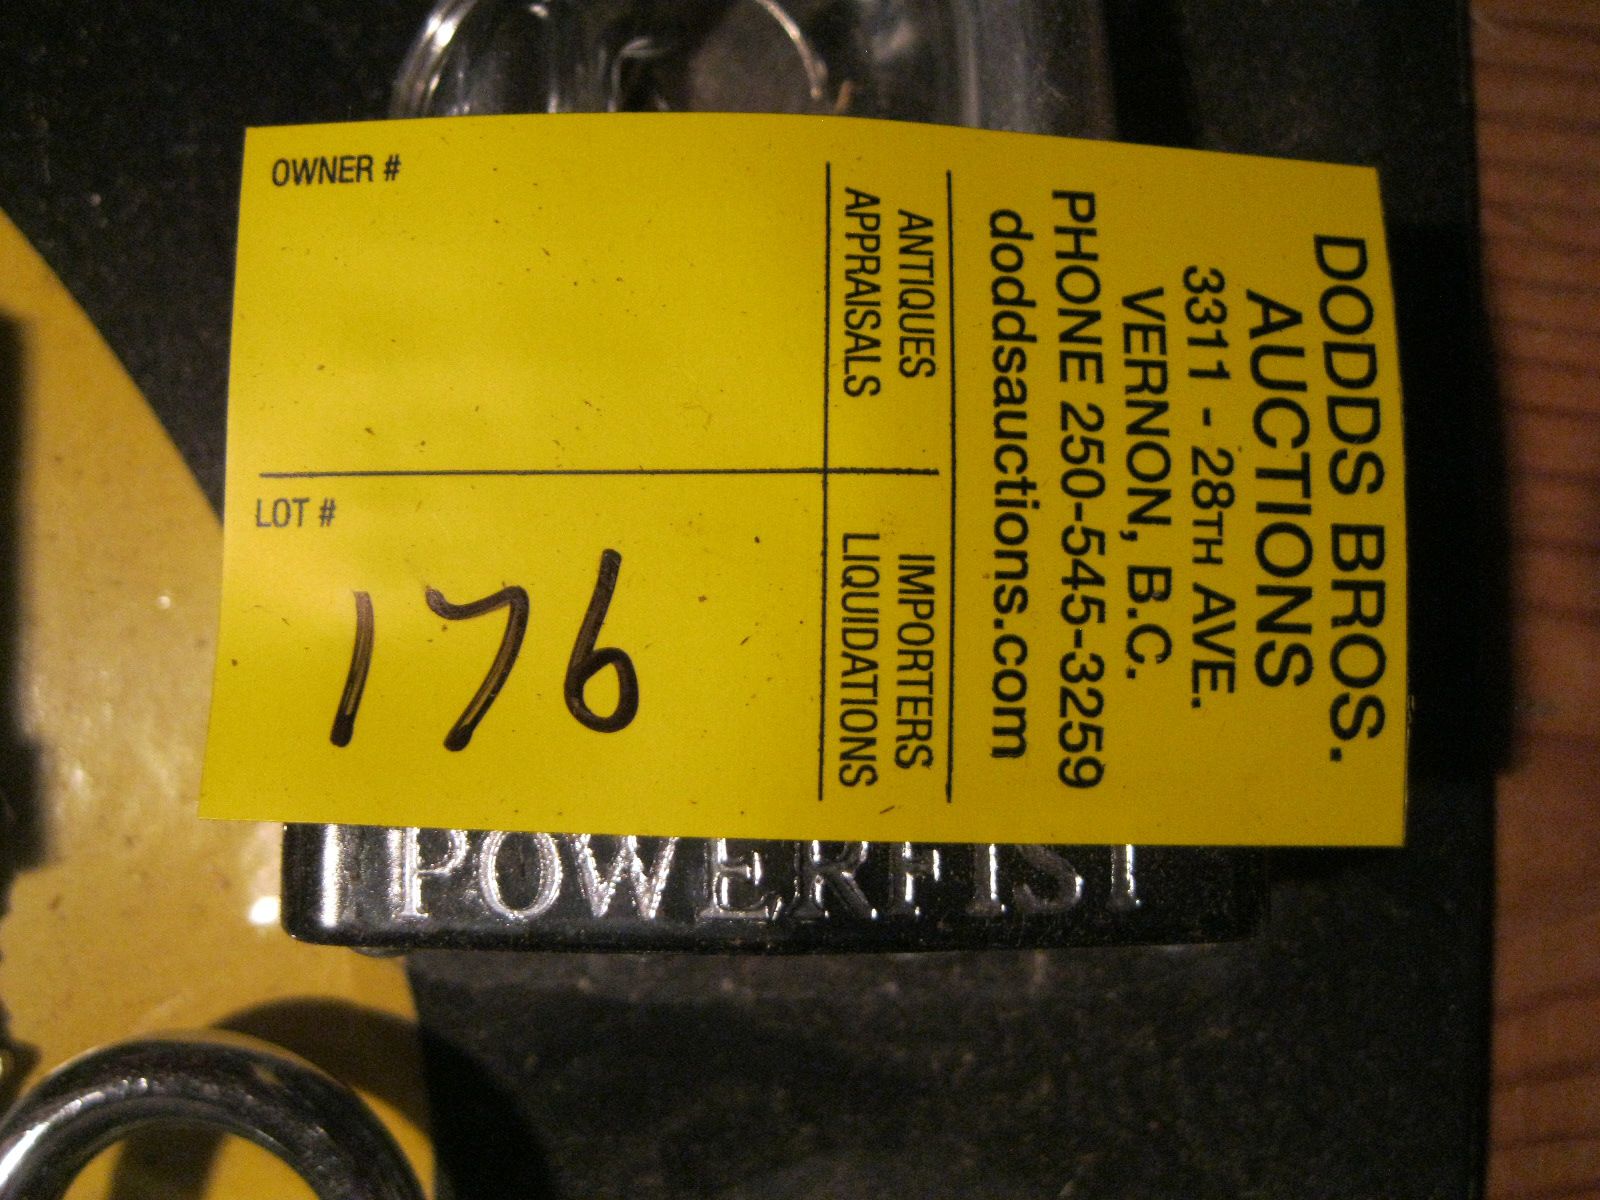 DODDS BROS.
AUCTIONS
3311 - 28TH AVE.
VERNON, B.C.
PHONE 250-545-3259
doddsauctions.com
ANTIQUES
APPRAISALS
IMPORTERS
LIQUIDATIONS
OWNER #
LOT #
176
POWERFIST